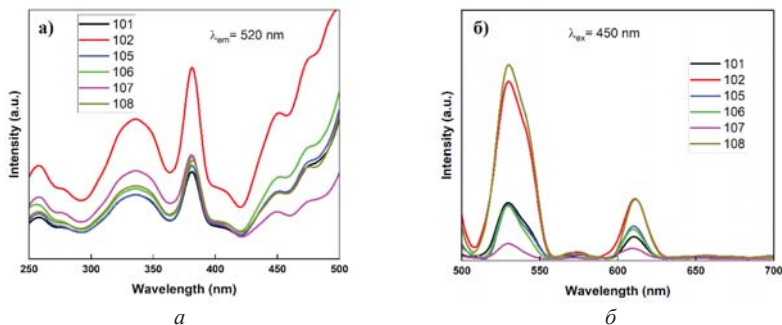 а)
101
102
105
106
107
108
λem = 520 nm
Intensity (a.u.)
250 300 350 400 450 500
Wavelength (nm)
а
б)
λex = 450 nm
101
102
105
106
107
108
Intensity (a.u.)
500 550 600 650 700
Wavelength (nm)
б